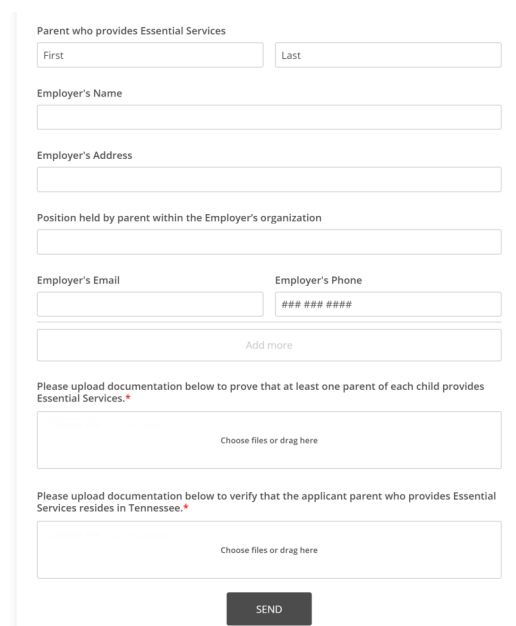 Parent who provides Essential Services
First Last
Employer's Name
Employer's Address
Position held by parent within the Employer's organization
Employer's Email Employer's Phone
### ### ####
Add more
Please upload documentation below to prove that at least one parent of each child provides
Essential Services.*
Choose files or drag here
Please upload documentation below to verify that the applicant parent who provides Essential
Services resides in Tennessee.*
Choose files or drag here
SEND